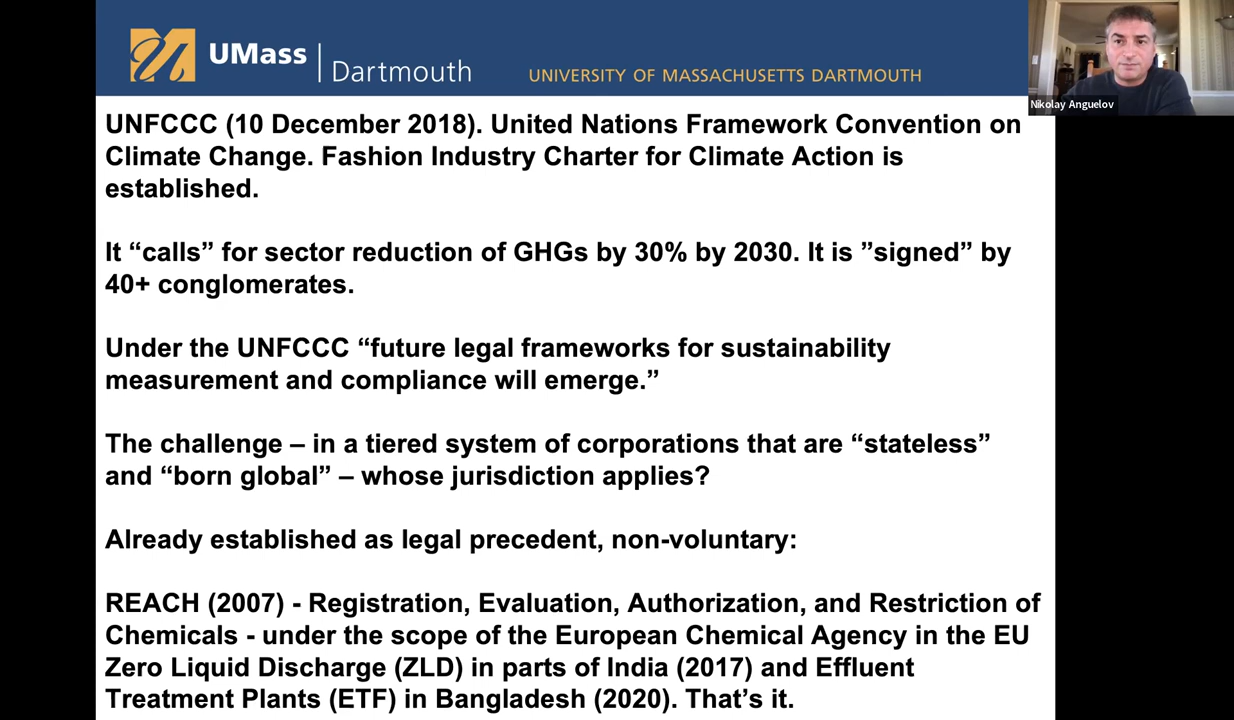 UMass
Dartmouth
UNIVERSITY OF MASSACHUSETTS DARTMOUTH
Nikolay Anguelov
UNFCCC (10 December 2018). United Nations Framework Convention on
Climate Change. Fashion Industry Charter for Climate Action is
established.
It “calls” for sector reduction of GHGs by 30% by 2030. It is ”signed” by
40+ conglomerates.
Under the UNFCCC “future legal frameworks for sustainability
measurement and compliance will emerge.”
The challenge – in a tiered system of corporations that are “stateless”
and “born global” – whose jurisdiction applies?
Already established as legal precedent, non-voluntary:
REACH (2007) - Registration, Evaluation, Authorization, and Restriction of
Chemicals - under the scope of the European Chemical Agency in the EU
Zero Liquid Discharge (ZLD) in parts of India (2017) and Effluent
Treatment Plants (ETF) in Bangladesh (2020). That’s it.